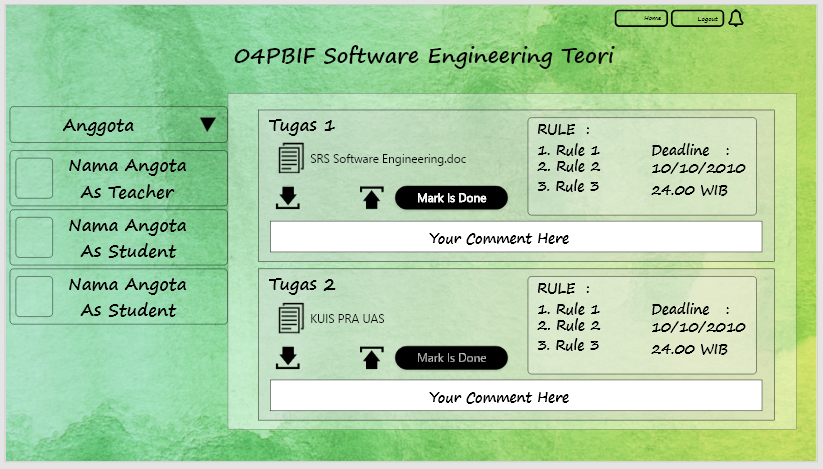 Home
Logout
04PBIF Software Engineering Teori
Anggota
Nama Angota
As Teacher
Nama Angota
As Student
Nama Angota
As Student
Tugas 1
SRS Software Engineering.doc
Mark Is Done
RULE :
1. Rule 1
2. Rule 2
3. Rule 3
Deadline :
10/10/2010
24.00 WIB
Your Comment Here
Tugas 2
KUIS PRA UAS
Mark Is Done
RULE :
1. Rule 1
2. Rule 2
3. Rule 3
Deadline :
10/10/2010
24.00 WIB
Your Comment Here